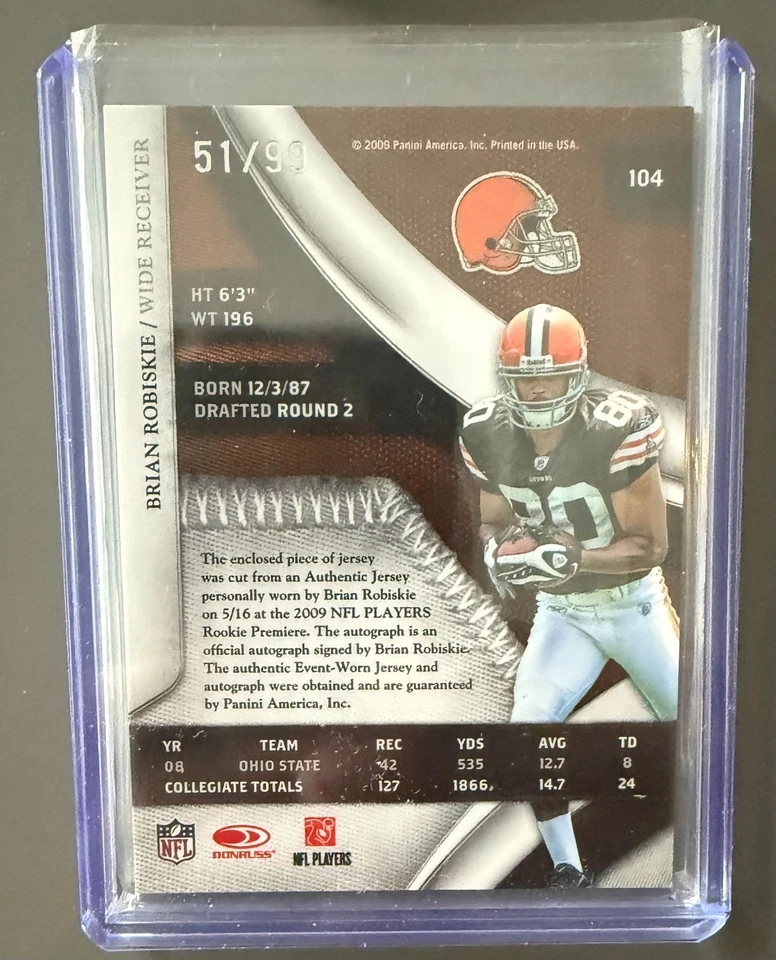 51/99
© 2009 Panini America, Inc. Printed in the USA.
104
BRIAN ROBISKIE / WIDE RECEIVER
HT 6'3"
WT 196
BORN 12/3/87
DRAFTED ROUND 2
80
80
The enclosed piece of jersey
was cut from an Authentic Jersey
personally worn by Brian Robiskie
on 5/16 at the 2009 NFL PLAYERS
Rookie Premiere. The autograph is an
official autograph signed by Brian Robiskie.
The authentic Event-Worn Jersey and
autograph were obtained and are guaranteed
by Panini America, Inc.
YR TEAM REC YDS AVG TD
08 OHIO STATE 42 535 12.7 8
COLLEGIATE TOTALS 127 1866 14.7 24
NFL
DONRUSS
NFL PLAYERS